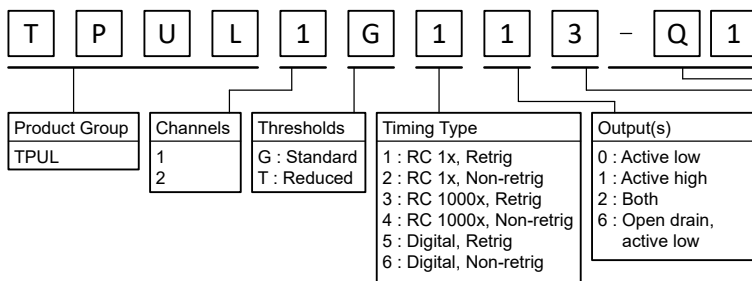 T P U L 1 G 1 1 3 - Q 1
Product Group
TPUL
Channels
1
2
Thresholds
G : Standard
T : Reduced
Timing Type
1 : RC 1x, Retrig
2 : RC 1x, Non-retrig
3 : RC 1000x, Retrig
4 : RC 1000x, Non-retrig
5 : Digital, Retrig
6 : Digital, Non-retrig
Output(s)
0 : Active low
1 : Active high
2 : Both
6 : Open drain,
active low